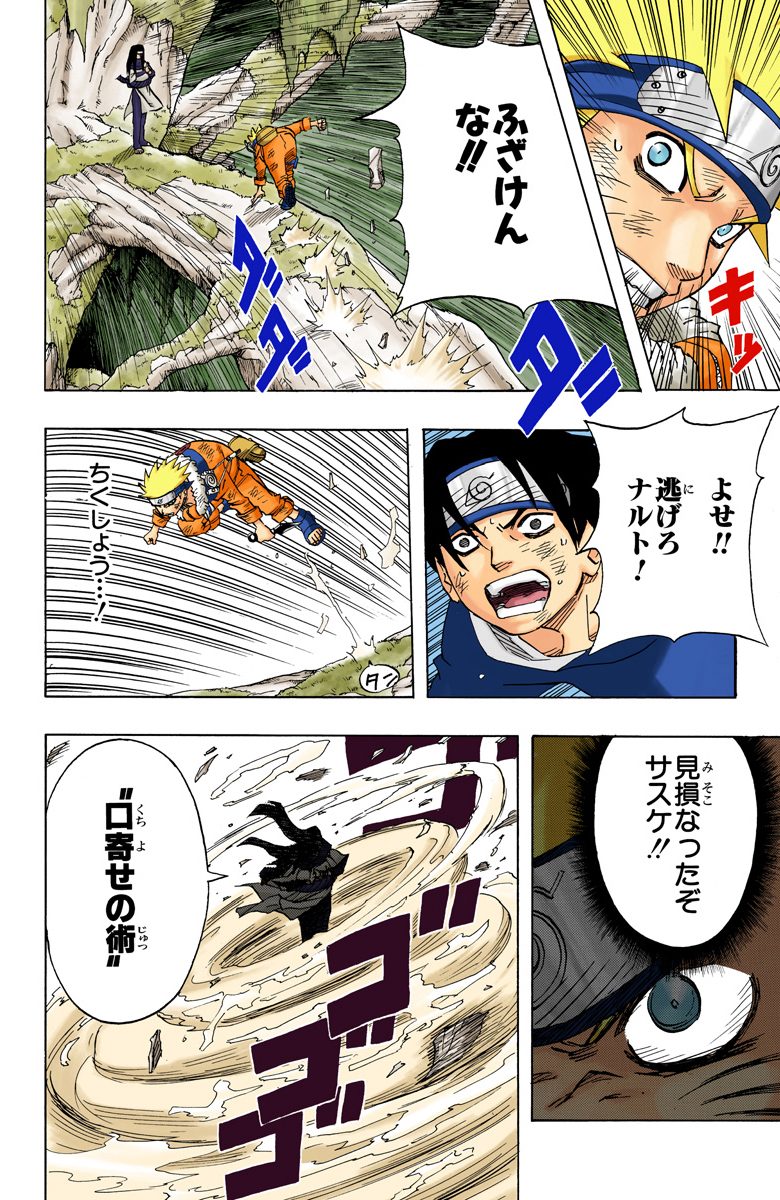 キッ
ふざけん
な!!
ダダダッ
よせ!!
逃げろ
ナルト!
ちくしょう…!
タン
見損なったぞ
サスケ!!
“口寄せの術”
ゴゴゴゴ